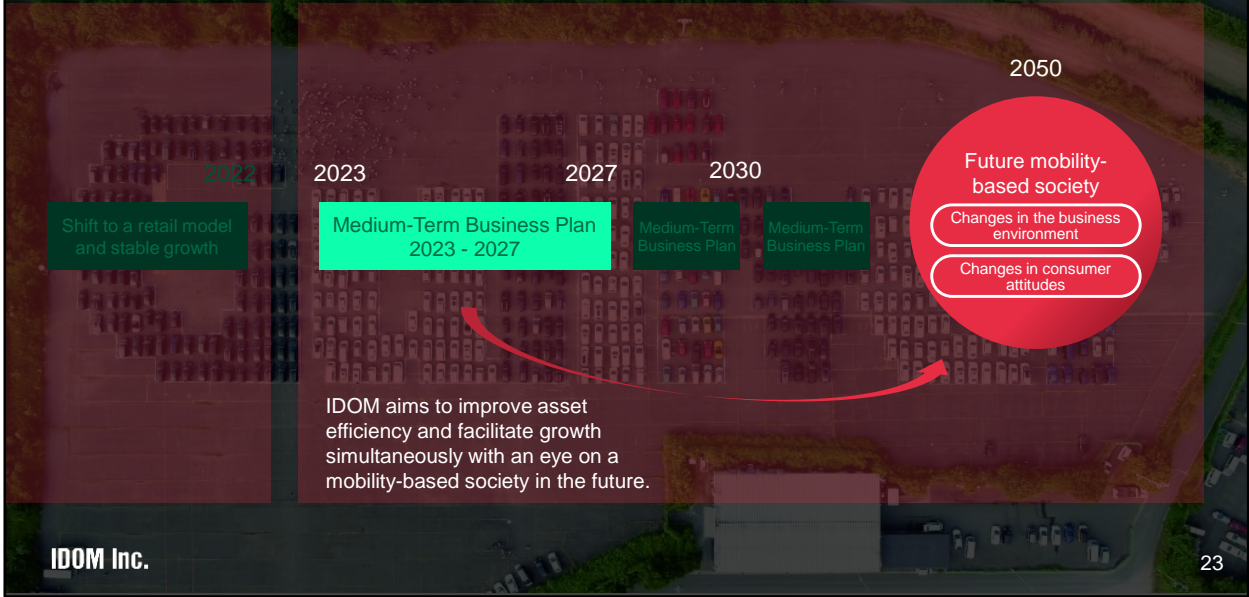 2050
2022
2023
2027
2030
Shift to a retail model
and stable growth
Medium-Term Business Plan
2023 - 2027
Medium-Term
Business Plan
Medium-Term
Business Plan
Future mobility-
based society
Changes in the business
environment
Changes in consumer
attitudes
IDOM aims to improve asset
efficiency and facilitate growth
simultaneously with an eye on a
mobility-based society in the future.
IDOM Inc.
23